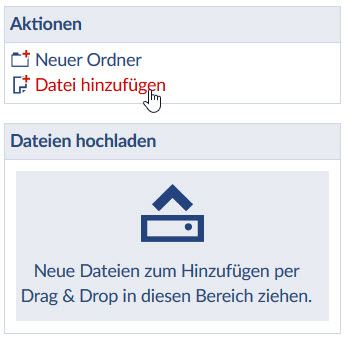 Aktionen
Neuer Ordner
Datei hinzufügen
Dateien hochladen
Neue Dateien zum Hinzufügen per
Drag & Drop in diesen Bereich ziehen.